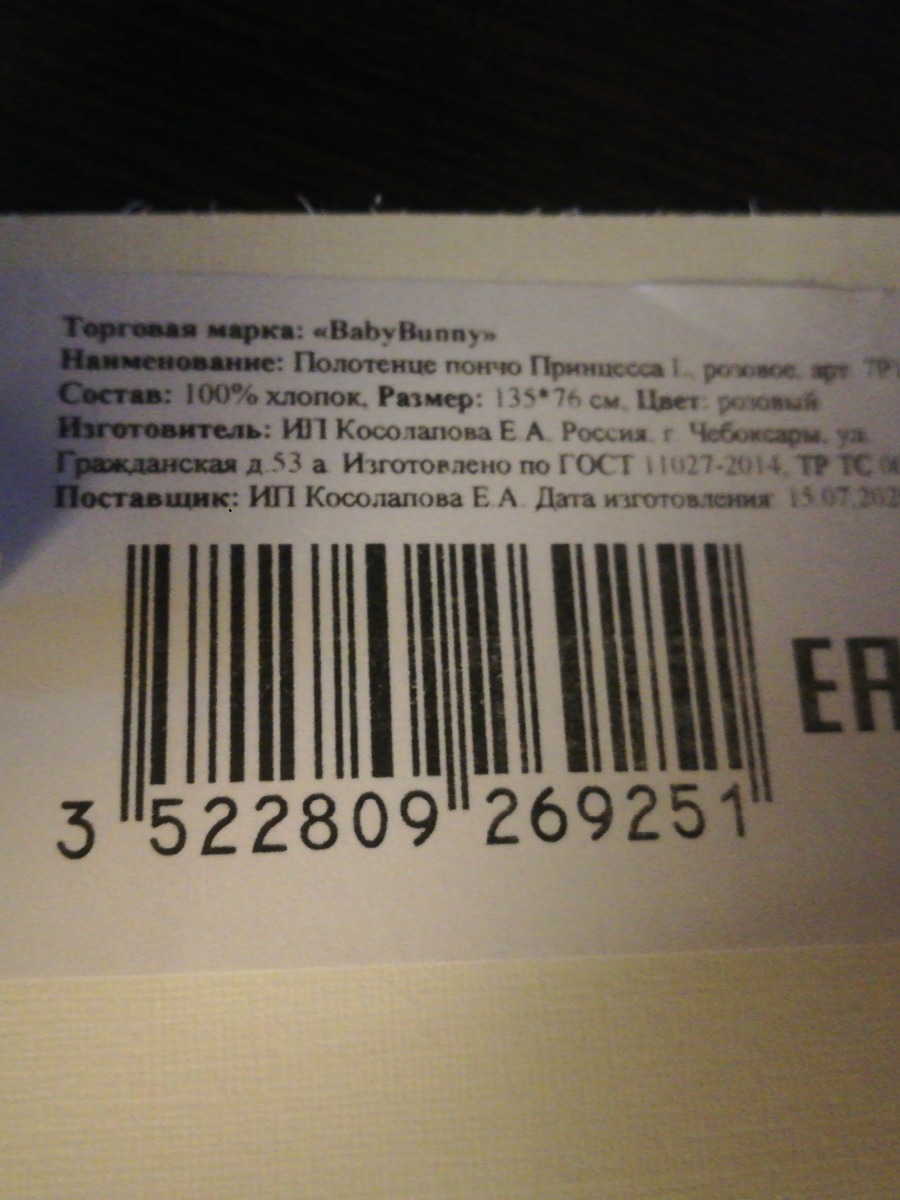 Торговая марка: «BabyBunny»
Наименование: Полотенце пончо Принцесса L, розовое, арт.
Состав: 100% хлопок, Размер: 135*76 см, Цвет: розовый
Изготовитель: ИП Косолапова Е.А. Россия, г. Чебоксары, ул.
Гражданская д.53 а Изготовлено по ГОСТ 11027-2014, ТР ТС
Поставщик: ИП Косолапова Е.А. Дата изготовления: 15.07.202
EA
3 522809 269251